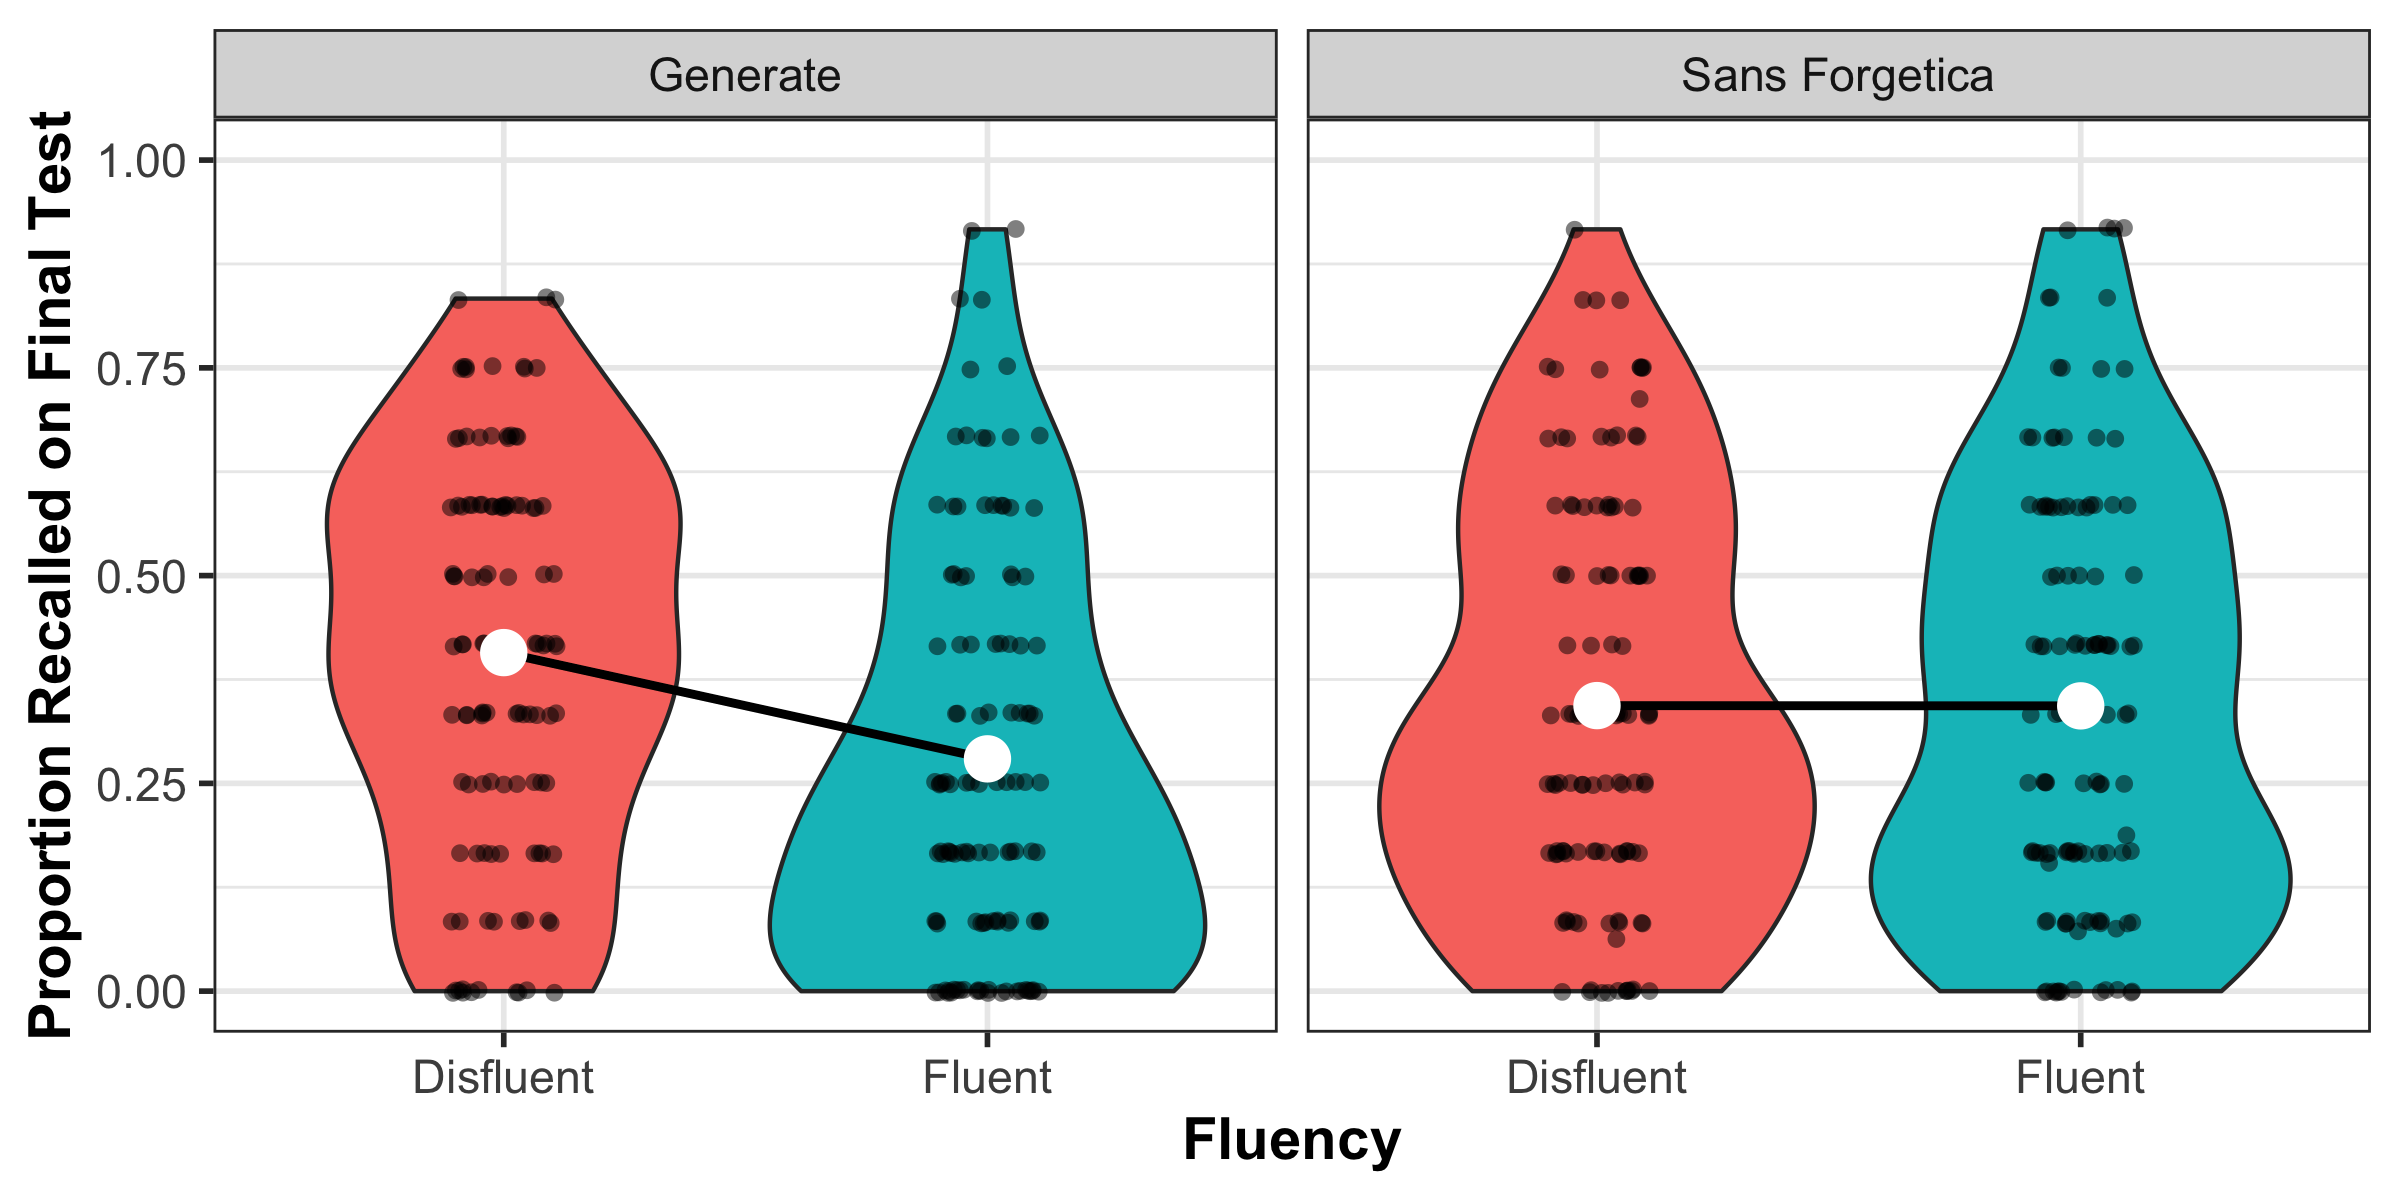 Generate
Sans Forgetica
Proportion Recalled on Final Test
1.00
0.75
0.50
0.25
0.00
Disfluent
Fluent
Disfluent
Fluent
Fluency